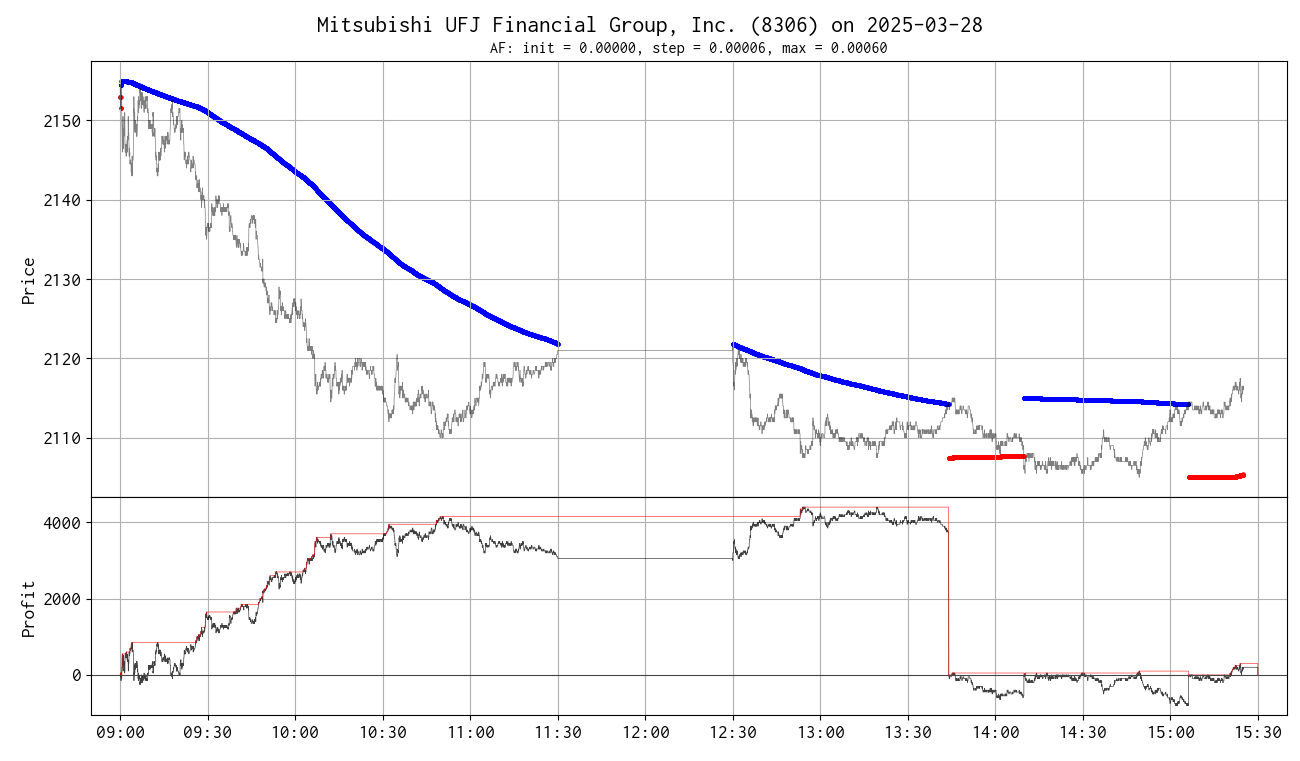 Mitsubishi UFJ Financial Group, Inc. (8306) on 2025-03-28
AF: init = 0.00000, step = 0.00006, max = 0.00060
Price
2150
2140
2130
2120
2110
Profit
4000
2000
0
09:00 09:30 10:00 10:30 11:00 11:30 12:00 12:30 13:00 13:30 14:00 14:30 15:00 15:30